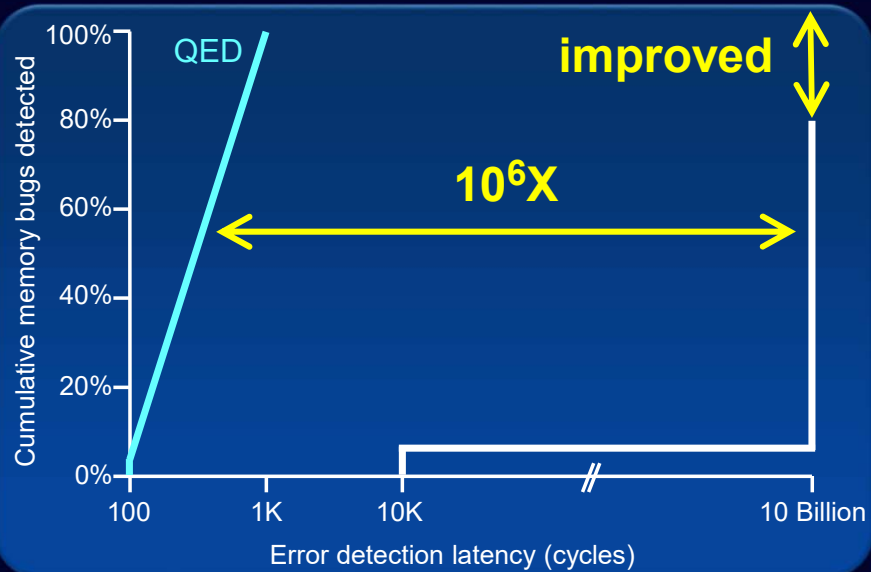 100%
QED
improved
80%
10⁶X
60%
40%
20%
0%
Cumulative memory bugs detected
100
1K
10K
10 Billion
Error detection latency (cycles)